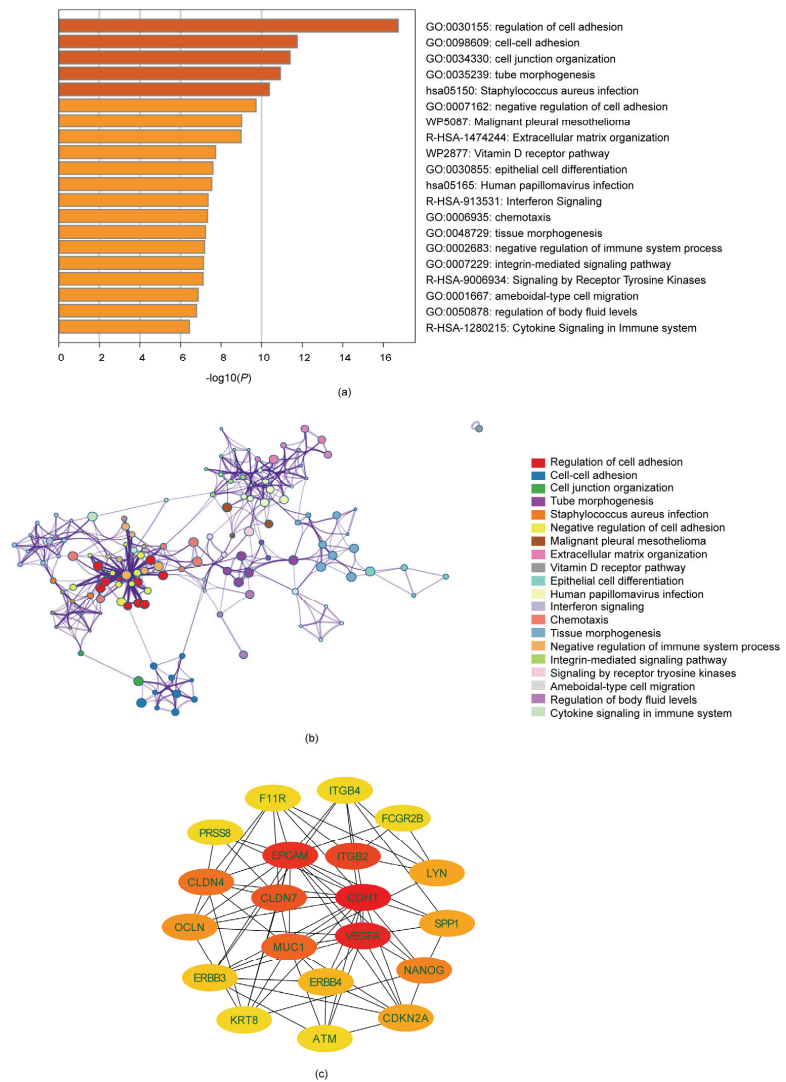 GO:0030155: regulation of cell adhesion
GO:0098609: cell-cell adhesion
GO:0034330: cell junction organization
GO:0035239: tube morphogenesis
hsa05150: Staphylococcus aureus infection
GO:0007162: negative regulation of cell adhesion
WP5087: Malignant pleural mesothelioma
R-HSA-1474244: Extracellular matrix organization
WP2877: Vitamin D receptor pathway
GO:0030855: epithelial cell differentiation
hsa05165: Human papillomavirus infection
R-HSA-913531: Interferon Signaling
GO:0006935: chemotaxis
GO:0048729: tissue morphogenesis
GO:0002683: negative regulation of immune system process
GO:0007229: integrin-mediated signaling pathway
R-HSA-9006934: Signaling by Receptor Tyrosine Kinases
GO:0001667: ameboidal-type cell migration
GO:0050878: regulation of body fluid levels
R-HSA-1280215: Cytokine Signaling in Immune system
0 2 4 6 8 10 12 14 16
-log10(P)
(a)
Regulation of cell adhesion
Cell-cell adhesion
Cell junction organization
Tube morphogenesis
Staphylococcus aureus infection
Negative regulation of cell adhesion
Malignant pleural mesothelioma
Extracellular matrix organization
Vitamin D receptor pathway
Epithelial cell differentiation
Human papillomavirus infection
Interferon signaling
Chemotaxis
Tissue morphogenesis
Negative regulation of immune system process
Integrin-mediated signaling pathway
Signaling by receptor tryosine kinases
Ameboidal-type cell migration
Regulation of body fluid levels
Cytokine signaling in immune system
(b)
ITGB4
F11R
FCGR2B
PRSS8
EPCAM
ITGB2
LYN
CLDN4
CLDN7
CDH1
OCLN
SPP1
VEGFA
MUC1
NANOG
ERBB3
ERBB4
KRT8
CDKN2A
ATM
(c)